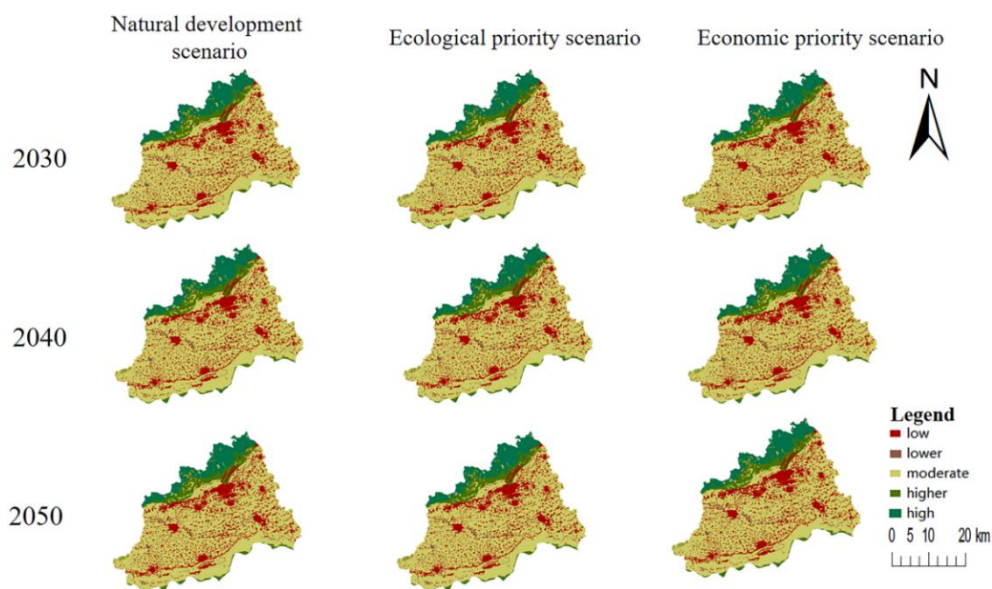 Natural development
scenario
Ecological priority scenario
Economic priority scenario
N
2030
2040
2050
Legend
low
lower
moderate
higher
high
0 5 10 20 km